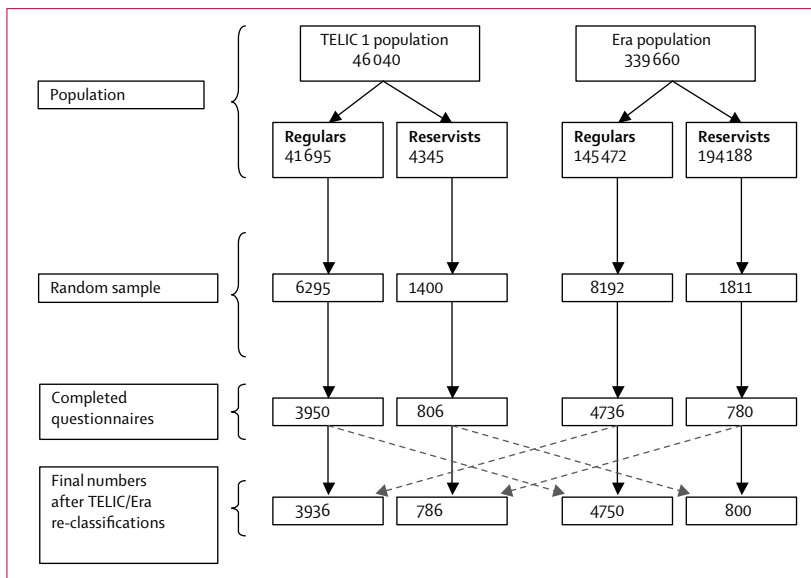 TELIC 1 population
46 040
Era population
339 660
Population
Regulars
41 695
Reservists
4345
Regulars
145 472
Reservists
194 188
Random sample
6295
1400
8192
1811
Completed
questionnaires
3950
806
4736
780
Final numbers
after TELIC/Era
re-classifications
3936
786
4750
800